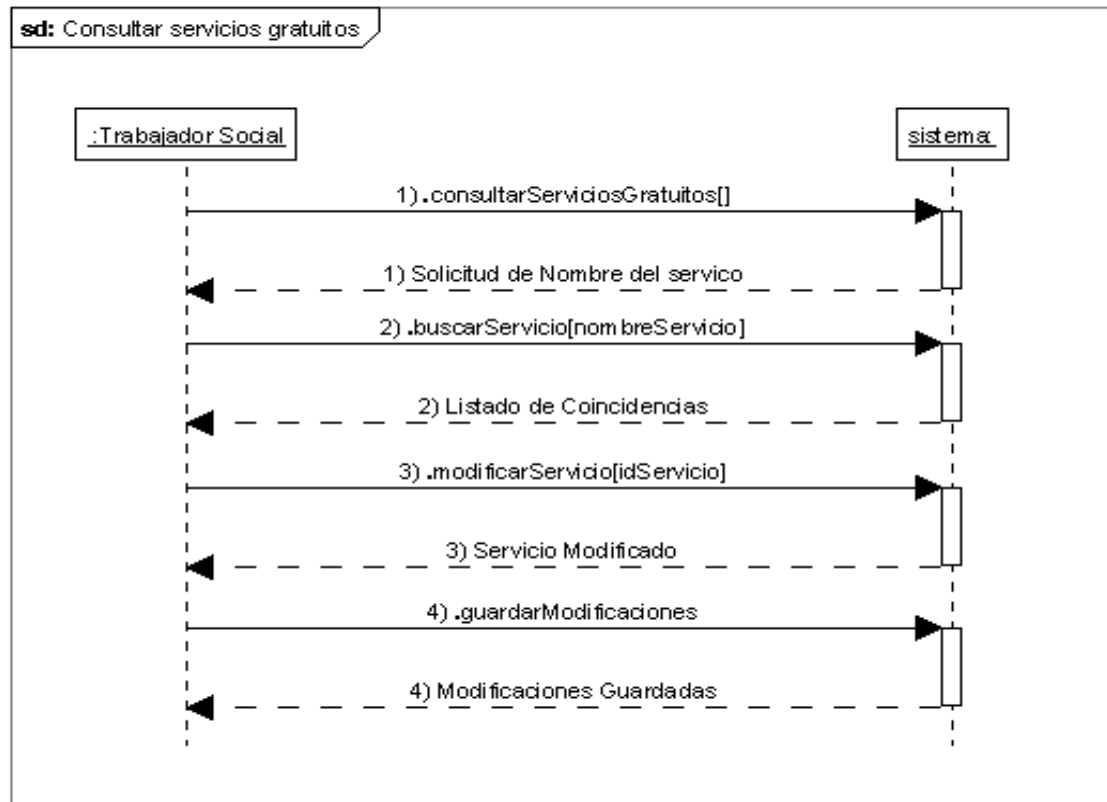 sd: Consultar servicios gratuitos
:Trabajador Social
sistema:
1) .consultarServiciosGratuitos[]
1) Solicitud de Nombre del servico
2) .buscarServicio[nombreServicio]
2) Listado de Coincidencias
3) .modificarServicio[idServicio]
3) Servicio Modificado
4) .guardarModificaciones
4) Modificaciones Guardadas